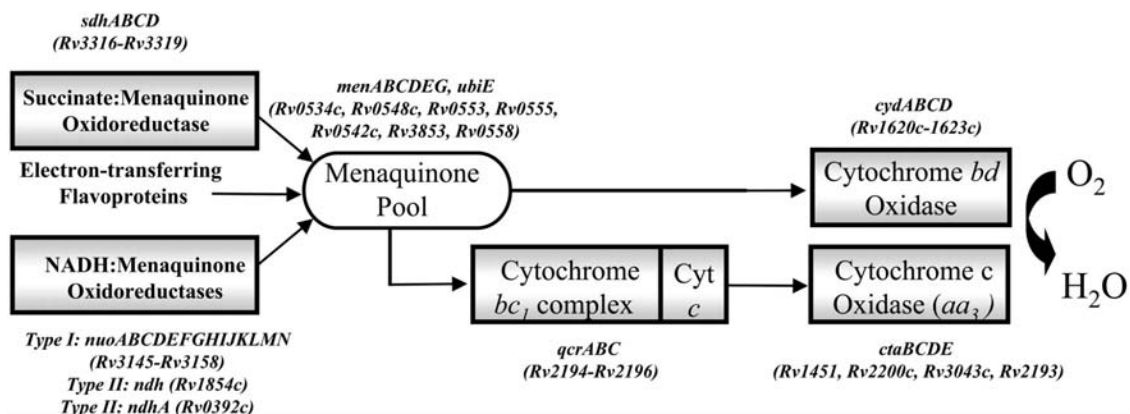 sdhABCD
(Rv3316-Rv3319)
Succinate:Menaquinone
Oxidoreductase
Electron-transferring
Flavoproteins
NADH:Menaquinone
Oxidoreductases
Type I: nuoABCDEFGHIJKLMN
(Rv3145-Rv3158)
Type II: ndh (Rv1854c)
Type II: ndhA (Rv0392c)
menABCDEG, ubiE
(Rv0534c, Rv0548c, Rv0553, Rv0555,
Rv0542c, Rv3853, Rv0558)
Menaquinone
Pool
Cytochrome
bc₁ complex
Cyt
c
qcrABC
(Rv2194-Rv2196)
cydABCD
(Rv1620c-1623c)
Cytochrome bd
Oxidase
Cytochrome c
Oxidase (aa₃)
ctaBCDE
(Rv1451, Rv2200c, Rv3043c, Rv2193)
O₂
H₂O